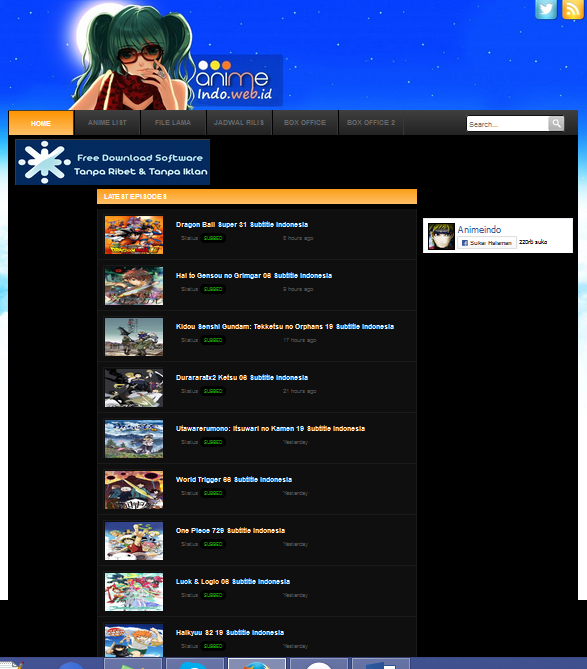 anime
Indo.web.id
HOME ANIME LIST FILE LAMA JADWAL RILIS BOX OFFICE BOX OFFICE 2 Search...
Free Download Software
Tanpa Ribet & Tanpa Iklan
LATEST EPISODES
Dragon Ball Super 31 Subtitle Indonesia
Status SUBBED 5 hours ago
Hai to Gensou no Grimgar 06 Subtitle Indonesia
Status SUBBED 9 hours ago
Kidou Senshi Gundam: Tekketsu no Orphans 19 Subtitle Indonesia
Status SUBBED 17 hours ago
Durararaix2 Ketsu 06 Subtitle Indonesia
Status SUBBED 21 hours ago
Utawarerumono: Itsuwari no Kamen 19 Subtitle Indonesia
Status SUBBED Yesterday
World Trigger 66 Subtitle Indonesia
Status SUBBED Yesterday
One Piece 729 Subtitle Indonesia
Status SUBBED Yesterday
Luck & Logic 06 Subtitle Indonesia
Status SUBBED Yesterday
Haikyuu S2 19 Subtitle Indonesia
Status SUBBED Yesterday
Animeindo
Sukai Halaman 220rb suka